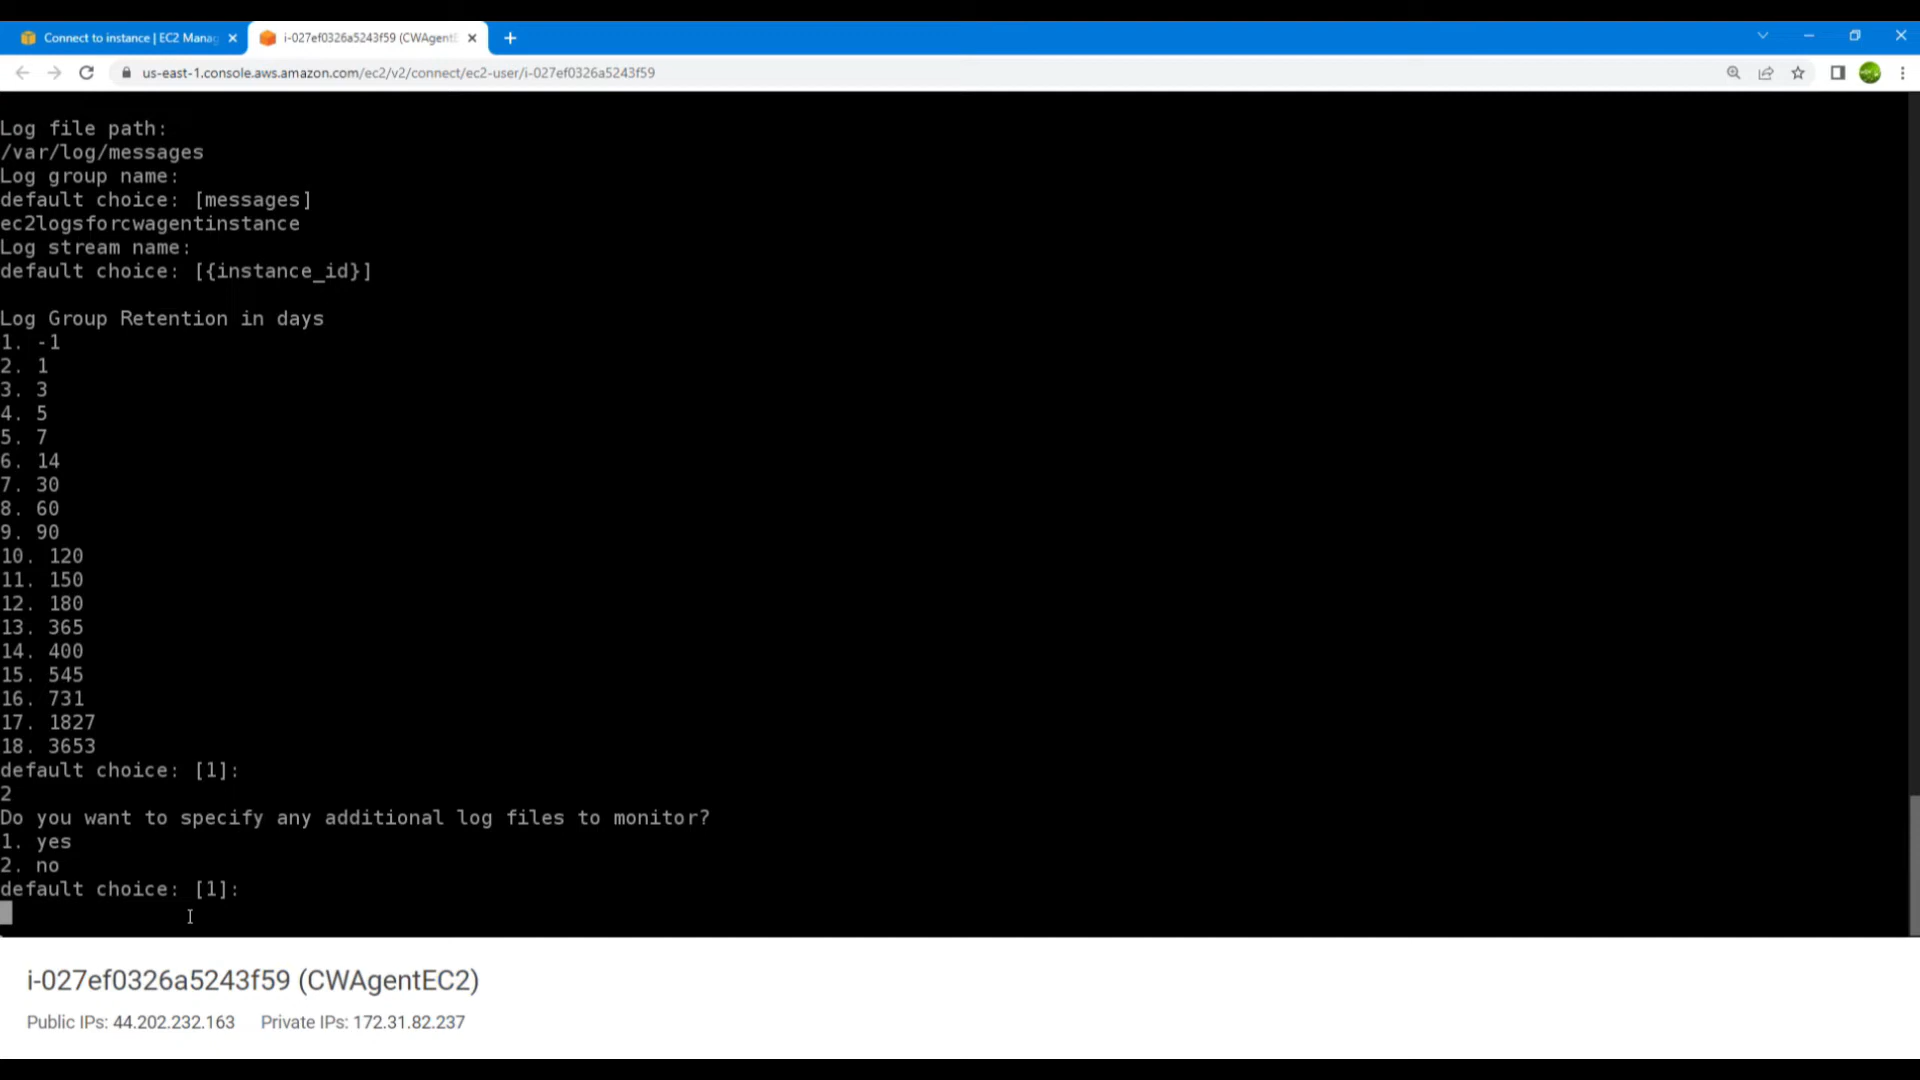 Connect to instance | EC2 Manag
i-027ef0326a5243f59 (CWAgentE
us-east-1.console.aws.amazon.com/ec2/v2/connect/ec2-user/i-027ef0326a5243f59
Log file path:
/var/log/messages
Log group name:
default choice: [messages]
ec2logsforcwagentinstance
Log stream name:
default choice: [{instance_id}]
Log Group Retention in days
1. -1
2. 1
3. 3
4. 5
5. 7
6. 14
7. 30
8. 60
9. 90
10. 120
11. 150
12. 180
13. 365
14. 400
15. 545
16. 731
17. 1827
18. 3653
default choice: [1]:
2
Do you want to specify any additional log files to monitor?
1. yes
2. no
default choice: [1]:
i-027ef0326a5243f59 (CWAgentEC2)
Public IPs: 44.202.232.163 Private IPs: 172.31.82.237